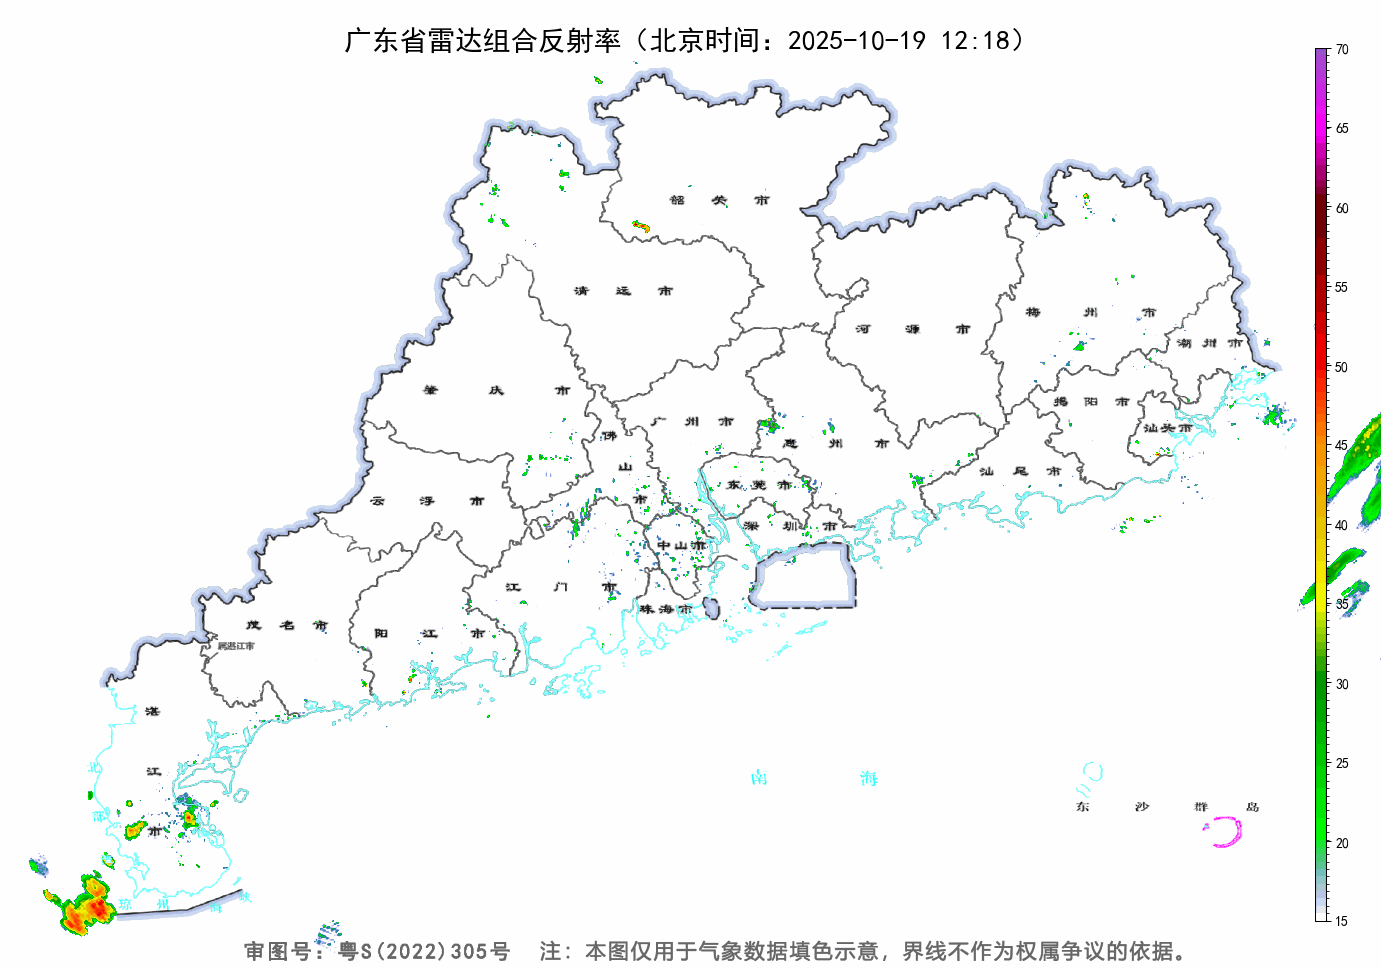 广东省雷达组合反射率（北京时间：2025-10-19 12:18）
70
65
60
55
50
45
40
35
30
25
20
15
韶 关 市
清 远 市
河 源 市
梅 州 市
潮 州 市
肇 庆 市
广 州 市
佛 山 市
惠 州 市
揭 阳 市
汕头市
汕 尾 市
东 莞 市
云 浮 市
深 圳 市
中山市
江 门 市
珠海市
茂 名 市
属湛江市
阳 江 市
湛 江 市
北 部 湾
南 海
东 沙 群 岛
琼 州 海 峡
审图号：粤S(2022)305号 注：本图仅用于气象数据填色示意，界线不作为权属争议的依据。